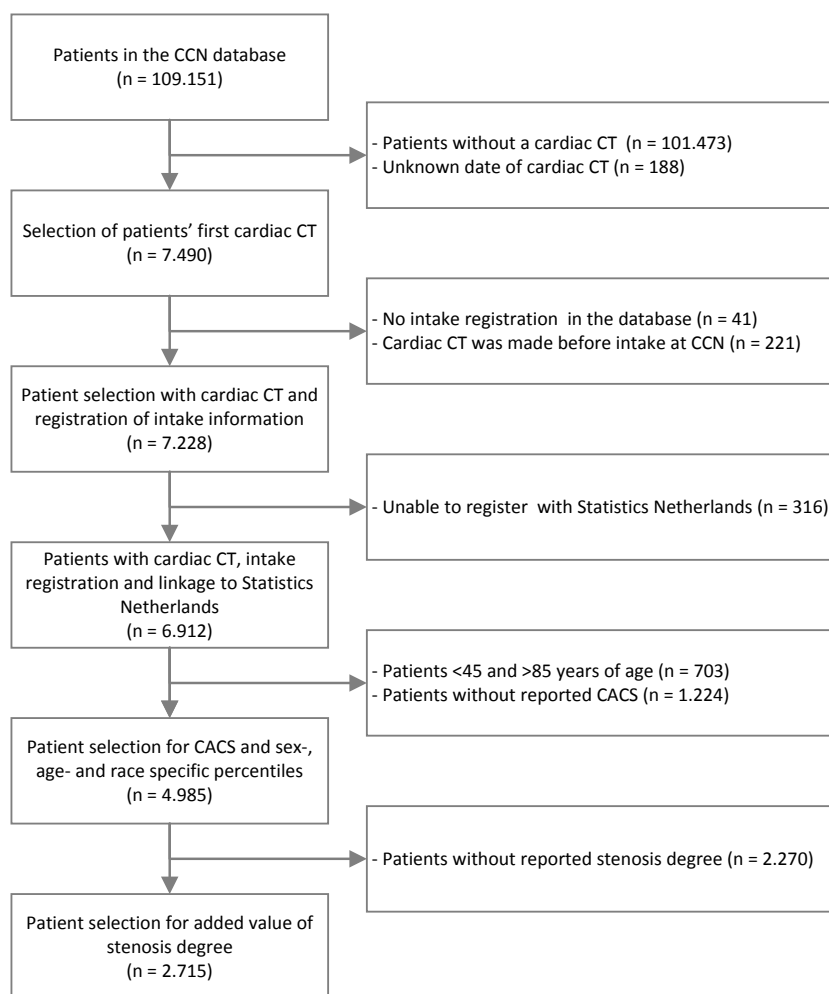 Patients in the CCN database
(n = 109.151)
- Patients without a cardiac CT (n = 101.473)
- Unknown date of cardiac CT (n = 188)
Selection of patients’ first cardiac CT
(n = 7.490)
- No intake registration in the database (n = 41)
- Cardiac CT was made before intake at CCN (n = 221)
Patient selection with cardiac CT and
registration of intake information
(n = 7.228)
- Unable to register with Statistics Netherlands (n = 316)
Patients with cardiac CT, intake
registration and linkage to Statistics
Netherlands
(n = 6.912)
- Patients <45 and >85 years of age (n = 703)
- Patients without reported CACS (n = 1.224)
Patient selection for CACS and sex-,
age- and race specific percentiles
(n = 4.985)
- Patients without reported stenosis degree (n = 2.270)
Patient selection for added value of
stenosis degree
(n = 2.715)